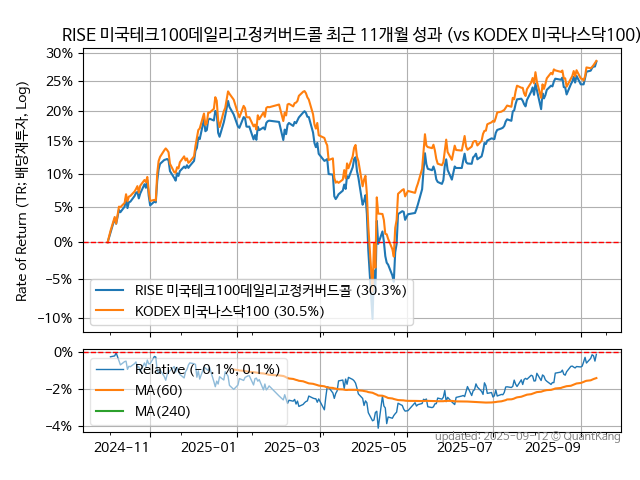 RISE 미국테크100데일리고정커버드콜 최근 11개월 성과 (vs KODEX 미국나스닥100)
Rate of Return (TR: 배당재투자, Log)
30%
25%
20%
15%
10%
5%
0%
−5%
−10%
RISE 미국테크100데일리고정커버드콜 (30.3%)
KODEX 미국나스닥100 (30.5%)
0%
−2%
−4%
Relative (−0.1%, 0.1%)
MA(60)
MA(240)
2024−11
2025−01
2025−03
2025−05
2025−07
2025−09
updated: 2025−09−12 © QuantKang